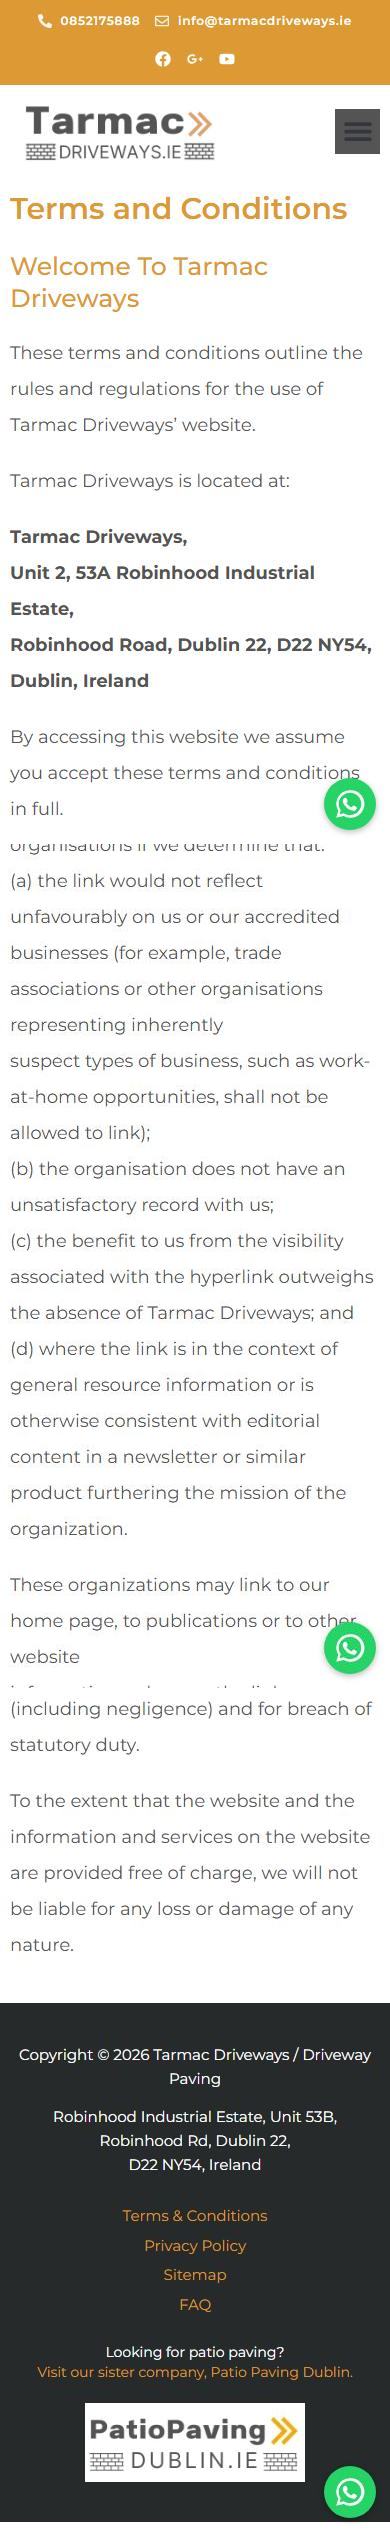 0852175888 info@tarmacdriveways.ie
Tarmac
DRIVEWAYS.IE
Terms and Conditions
Welcome To Tarmac
Driveways
These terms and conditions outline the
rules and regulations for the use of
Tarmac Driveways’ website.
Tarmac Driveways is located at:
Tarmac Driveways,
Unit 2, 53A Robinhood Industrial
Estate,
Robinhood Road, Dublin 22, D22 NY54,
Dublin, Ireland
By accessing this website we assume
you accept these terms and conditions
in full.
organisations if we determine that:
(a) the link would not reflect
unfavourably on us or our accredited
businesses (for example, trade
associations or other organisations
representing inherently
suspect types of business, such as work-
at-home opportunities, shall not be
allowed to link);
(b) the organisation does not have an
unsatisfactory record with us;
(c) the benefit to us from the visibility
associated with the hyperlink outweighs
the absence of Tarmac Driveways; and
(d) where the link is in the context of
general resource information or is
otherwise consistent with editorial
content in a newsletter or similar
product furthering the mission of the
organization.
These organizations may link to our
home page, to publications or to other
website
(including negligence) and for breach of
statutory duty.
To the extent that the website and the
information and services on the website
are provided free of charge, we will not
be liable for any loss or damage of any
nature.
Copyright © 2026 Tarmac Driveways / Driveway
Paving
Robinhood Industrial Estate, Unit 53B,
Robinhood Rd, Dublin 22,
D22 NY54, Ireland
Terms & Conditions
Privacy Policy
Sitemap
FAQ
Looking for patio paving?
Visit our sister company, Patio Paving Dublin.
PatioPaving
DUBLIN.IE